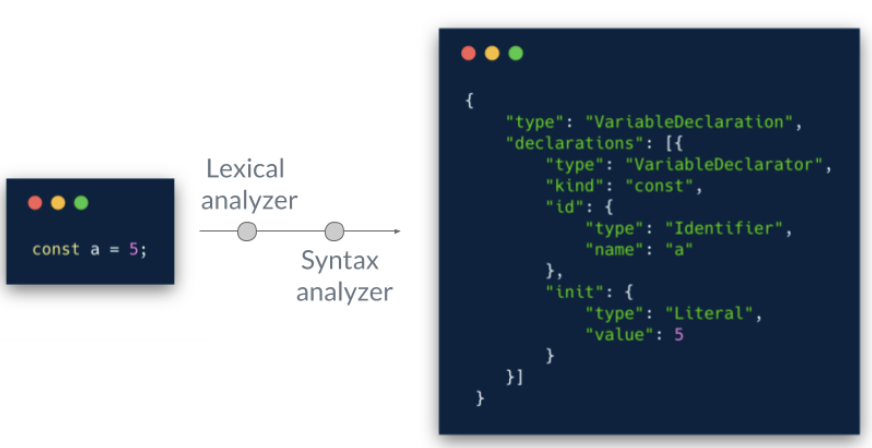 const a = 5;
Lexical
analyzer
Syntax
analyzer
{
    "type": "VariableDeclaration",
    "declarations": [{
        "type": "VariableDeclarator",
        "kind": "const",
        "id": {
            "type": "Identifier",
            "name": "a"
        },
        "init": {
            "type": "Literal",
            "value": 5
        }
    }]
}